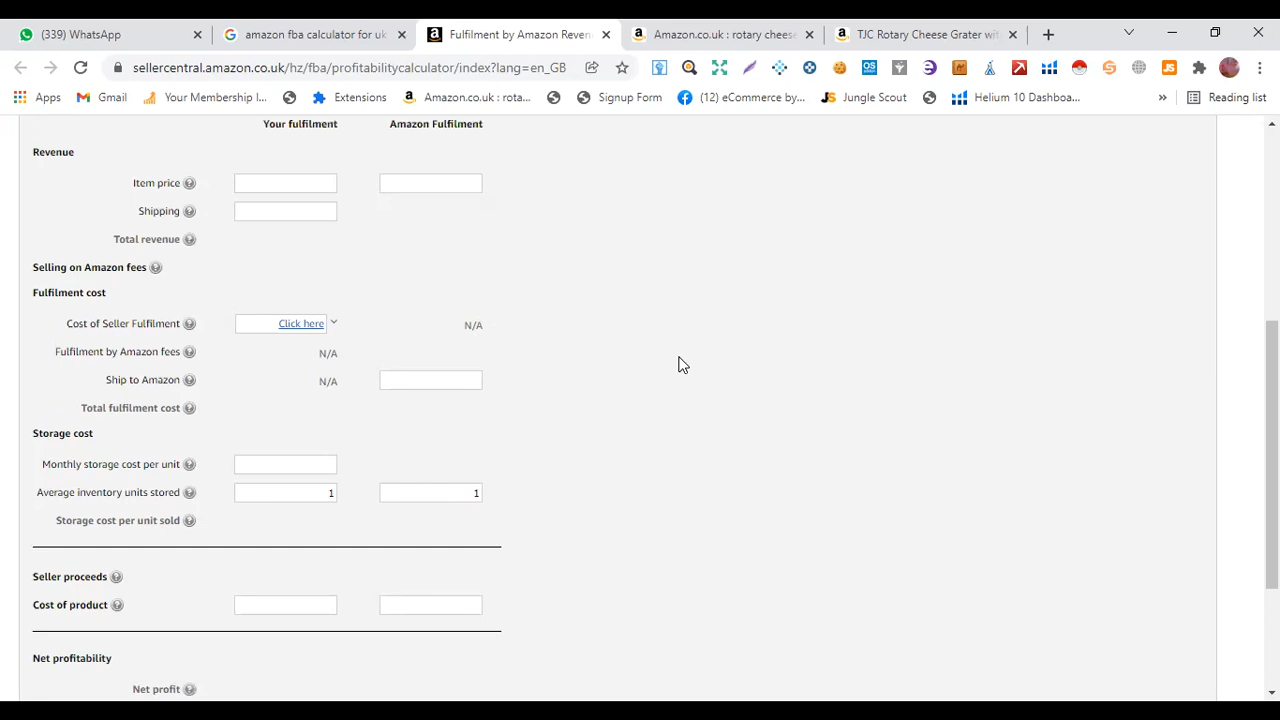 (339) WhatsApp
amazon fba calculator for uk
Fulfilment by Amazon Reven
Amazon.co.uk : rotary cheese
TJC Rotary Cheese Grater wit
sellercentral.amazon.co.uk/hz/fba/profitabilitycalculator/index?lang=en_GB
Apps
Gmail
Your Membership I...
Extensions
Amazon.co.uk : rota...
Signup Form
(12) eCommerce by...
Jungle Scout
Helium 10 Dashboa...
»
Reading list
Your fulfilment
Amazon Fulfilment
Revenue
Item price
Shipping
Total revenue
Selling on Amazon fees
Fulfilment cost
Cost of Seller Fulfilment
Click here
N/A
Fulfilment by Amazon fees
N/A
Ship to Amazon
N/A
Total fulfilment cost
Storage cost
Monthly storage cost per unit
Average inventory units stored
1
1
Storage cost per unit sold
Seller proceeds
Cost of product
Net profitability
Net profit